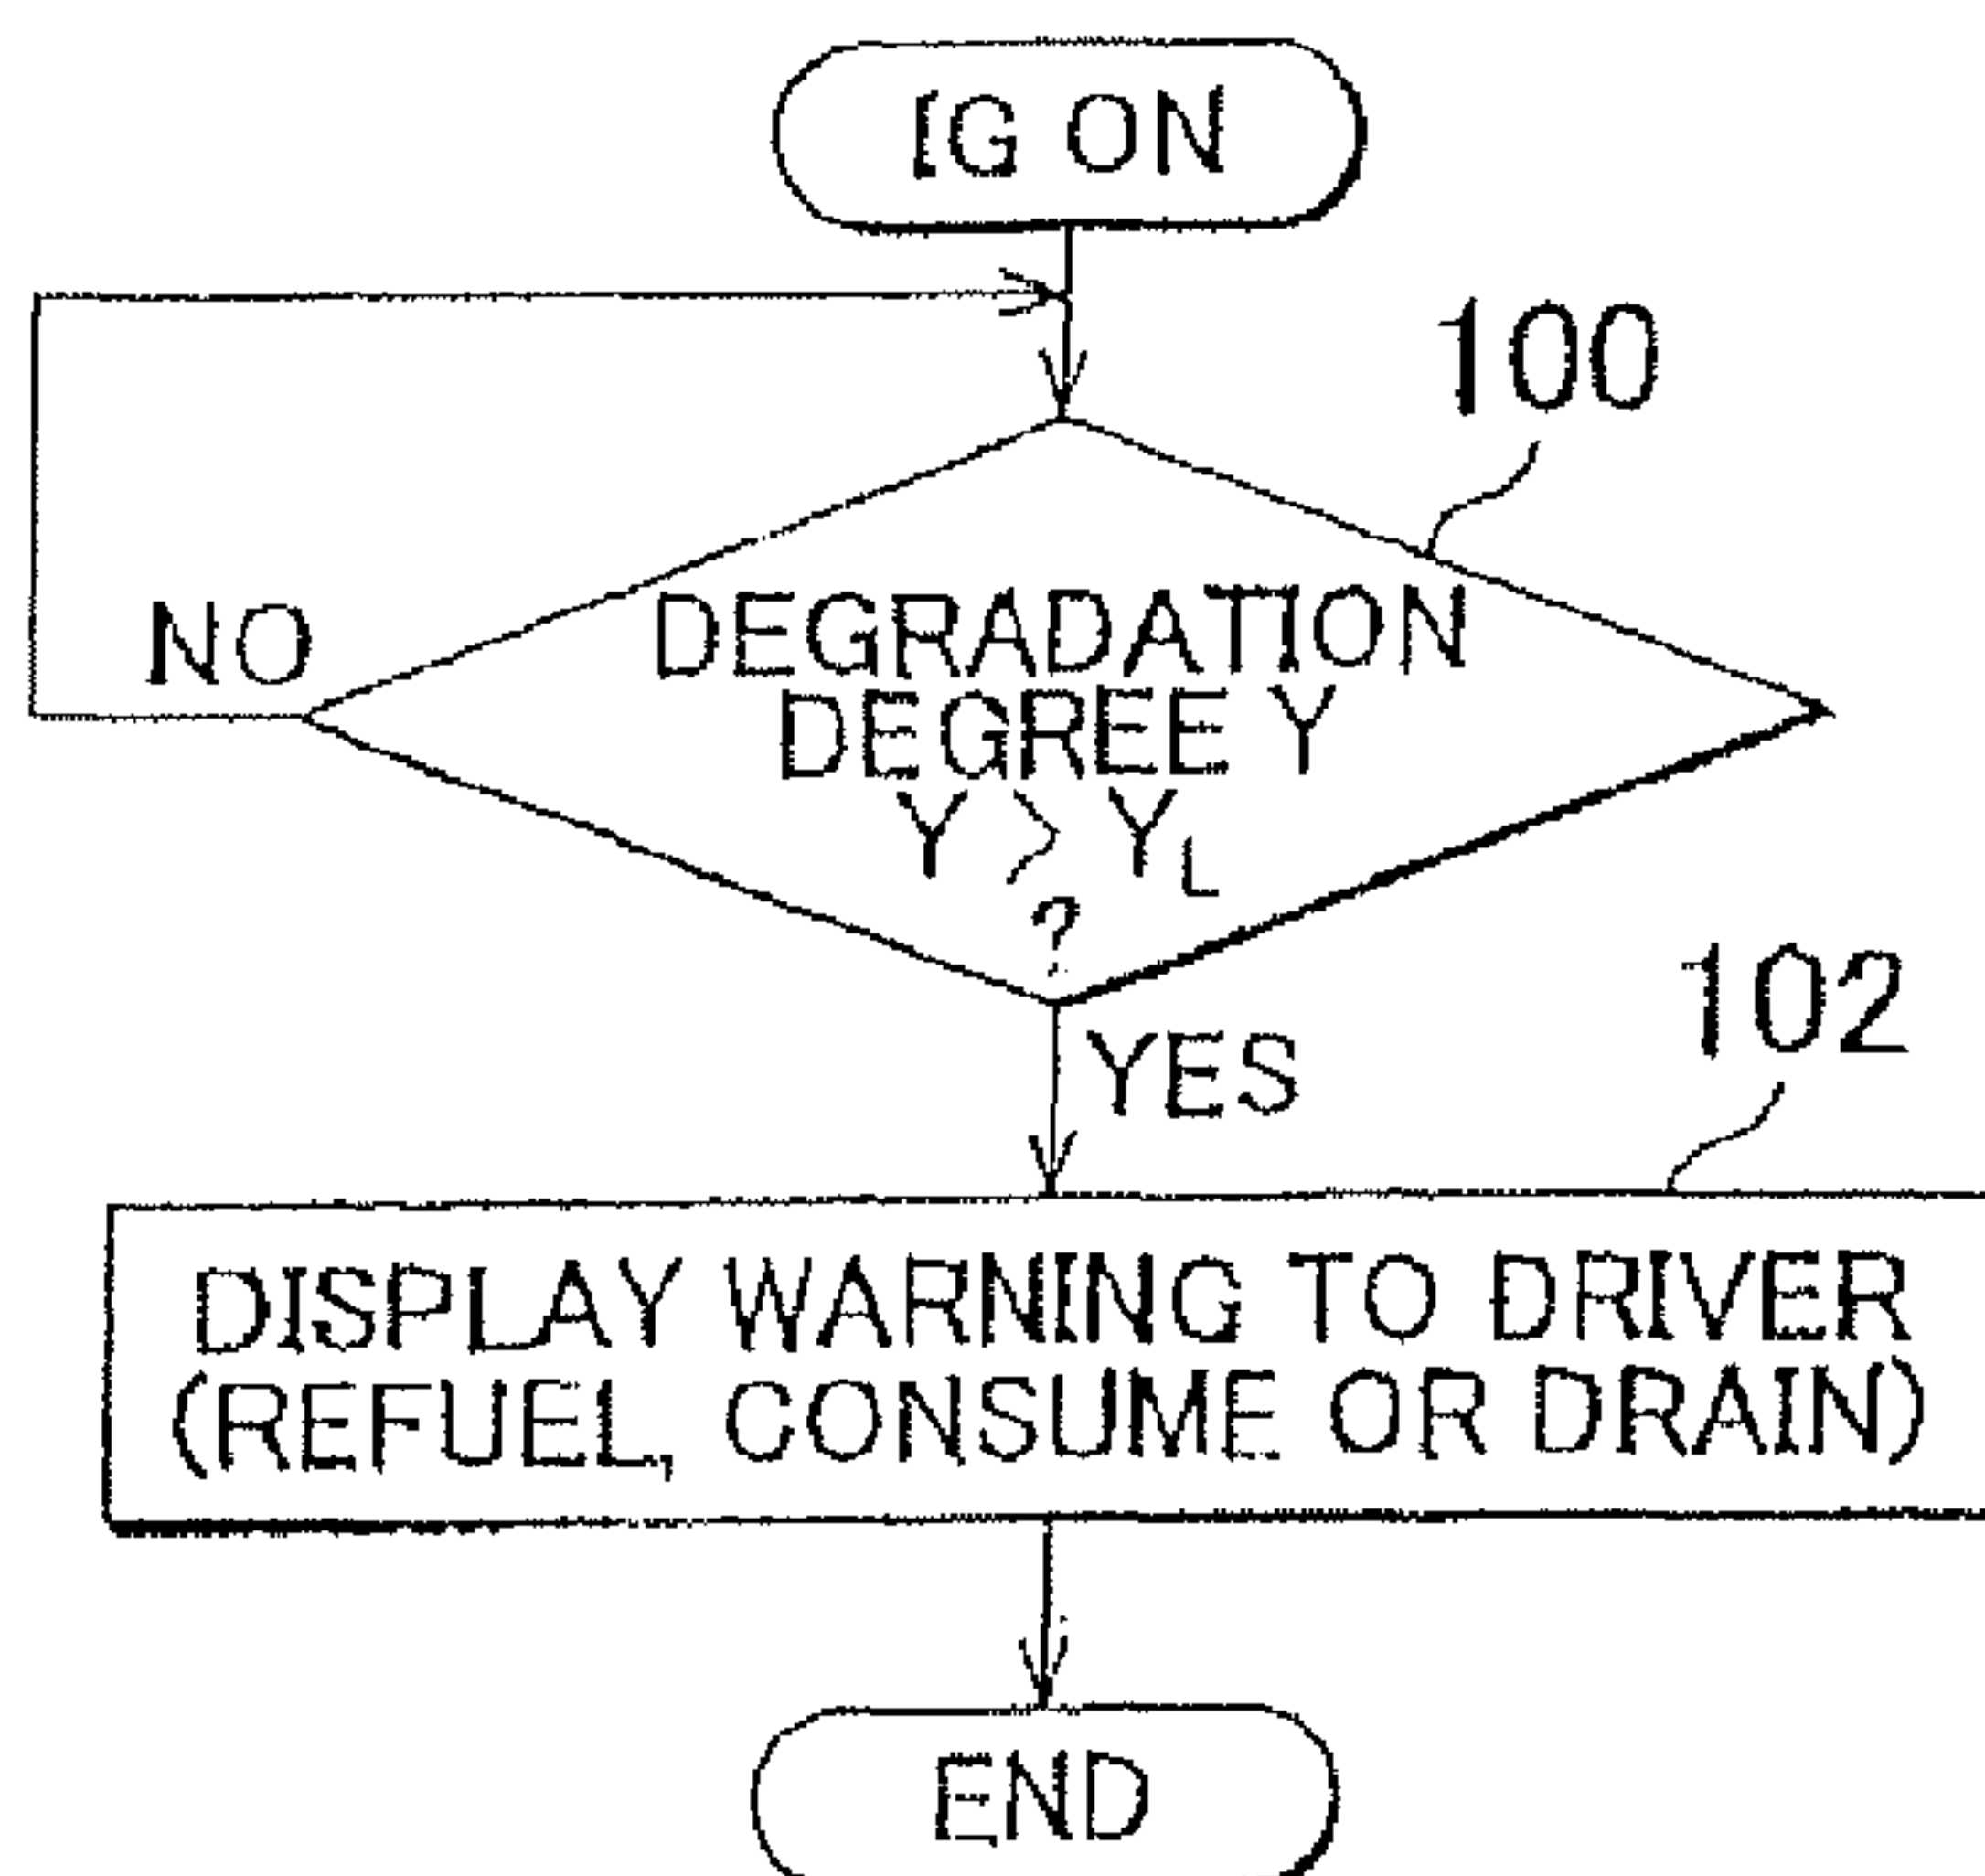 IG ON
100
NO
DEGRADATION
DEGREE Y
Y > YL
?
YES
102
DISPLAY WARNING TO DRIVER
(REFUEL, CONSUME OR DRAIN)
END